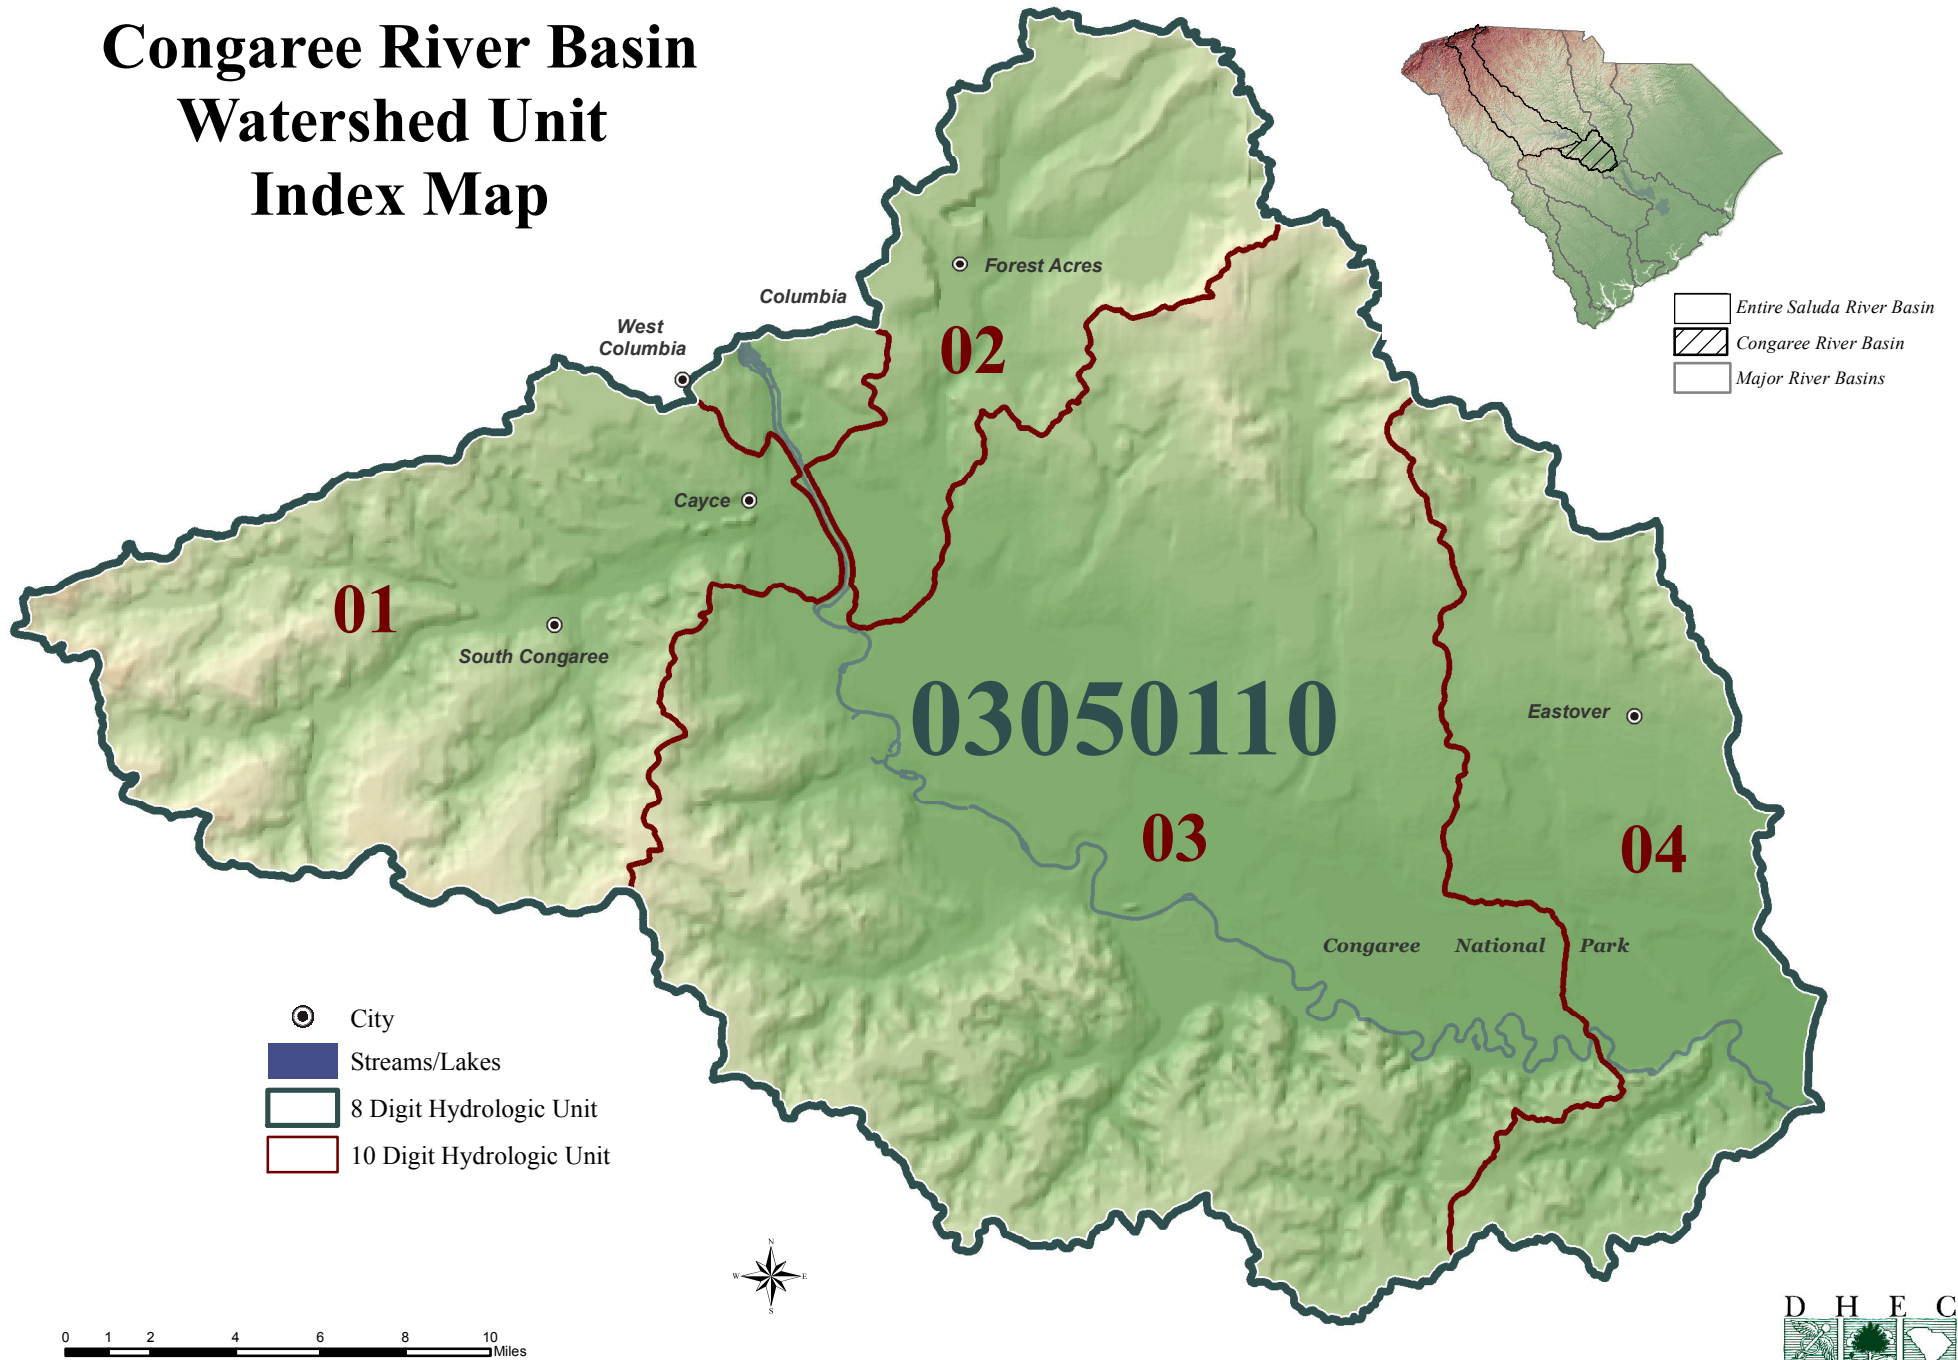 Congaree River Basin
Watershed Unit
Index Map
Entire Saluda River Basin
Congaree River Basin
Major River Basins
Forest Acres
Columbia
West
Columbia
02
Cayce
01
South Congaree
03050110
Eastover
03
04
Congaree National Park
City
Streams/Lakes
8 Digit Hydrologic Unit
10 Digit Hydrologic Unit
N
W E
S
0 1 2 4 6 8 10
Miles
D H E C